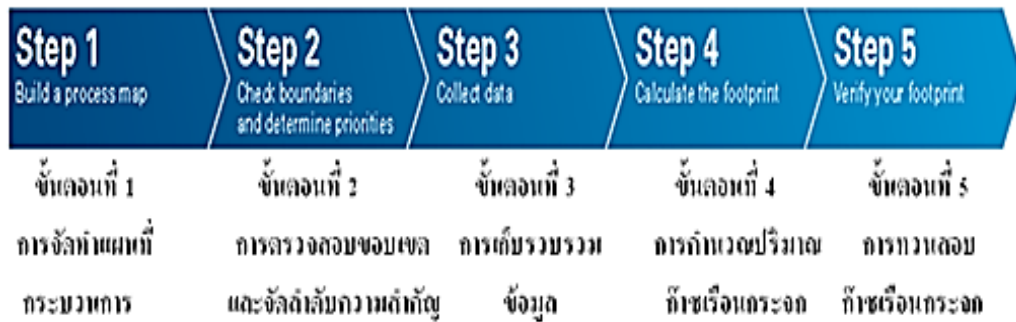 Step 1
Build a process map
Step 2
Check boundaries
and determine priorities
Step 3
Collect data
Step 4
Calculate the footprint
Step 5
Verify your footprint
ขั้นตอนที่ 1
การจัดทำแผนที่
กระบวนการ
ขั้นตอนที่ 2
การตรวจสอบขอบเขต
และจัดลำดับความสำคัญ
ขั้นตอนที่ 3
การเก็บรวบรวม
ข้อมูล
ขั้นตอนที่ 4
การคำนวณปริมาณ
ก๊าซเรือนกระจก
ขั้นตอนที่ 5
การทวนสอบ
ก๊าซเรือนกระจก